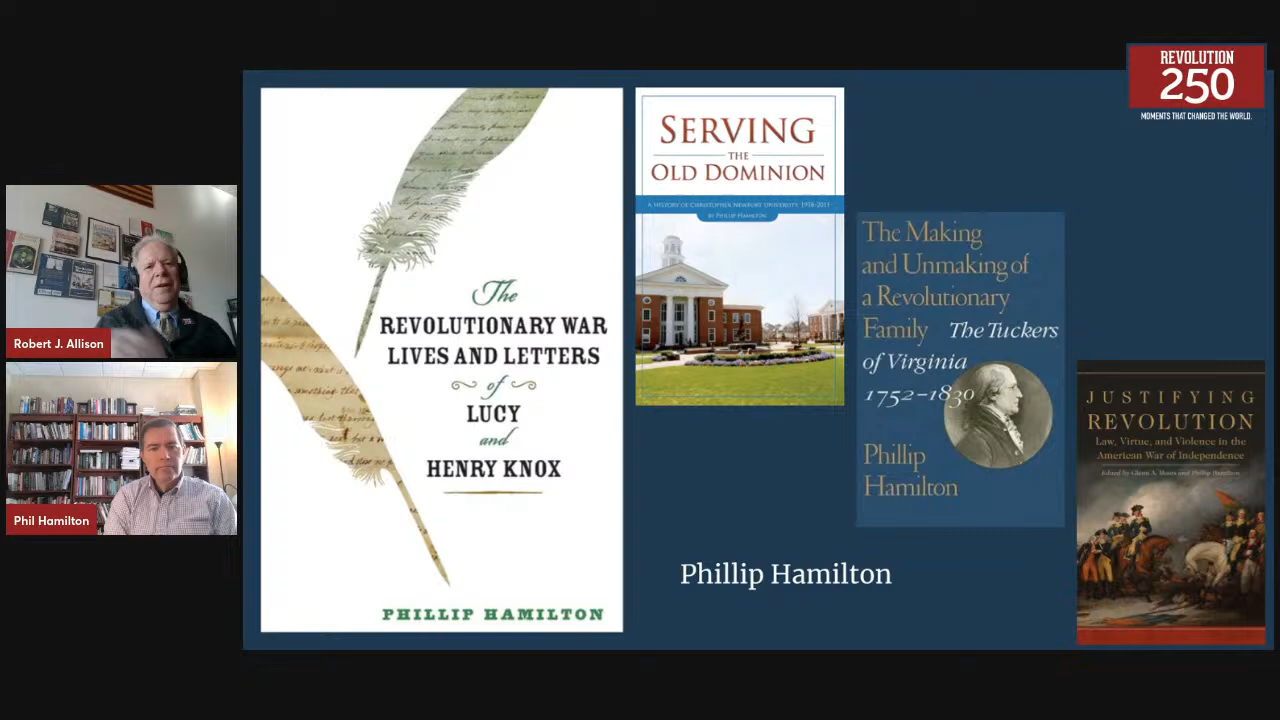 REVOLUTION
250
MOMENTS THAT CHANGED THE WORLD.
Robert J. Allison
Phil Hamilton
The
REVOLUTIONARY WAR
LIVES AND LETTERS
of
LUCY
and
HENRY KNOX
PHILLIP HAMILTON
SERVING
THE
OLD DOMINION
A HISTORY OF CHRISTOPHER NEWPORT UNIVERSITY, 1958-2011
BY PHILLIP HAMILTON
The Making
and Unmaking of
a Revolutionary
Family The Tuckers
of Virginia
1752–1830
Phillip
Hamilton
JUSTIFYING
REVOLUTION
Law, Virtue, and Violence in the
American War of Independence
Edited by Glenn A. Moots and Phillip Hamilton
Phillip Hamilton